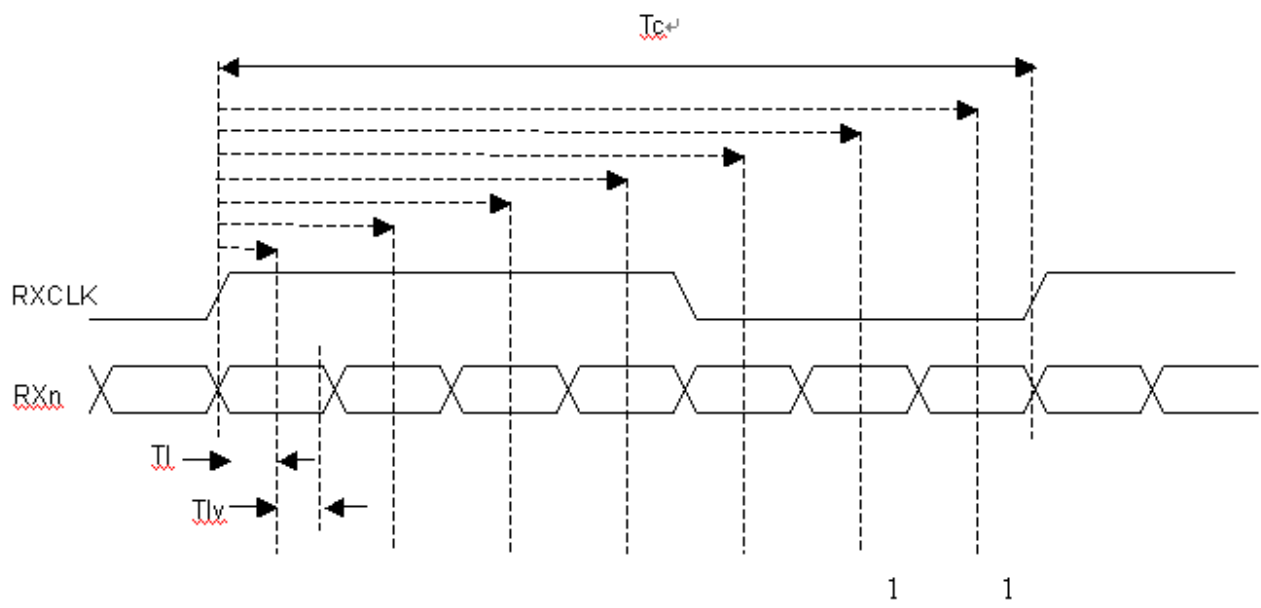 Tc↵
RXCLK
RXn
Tl
Tlv
1 1